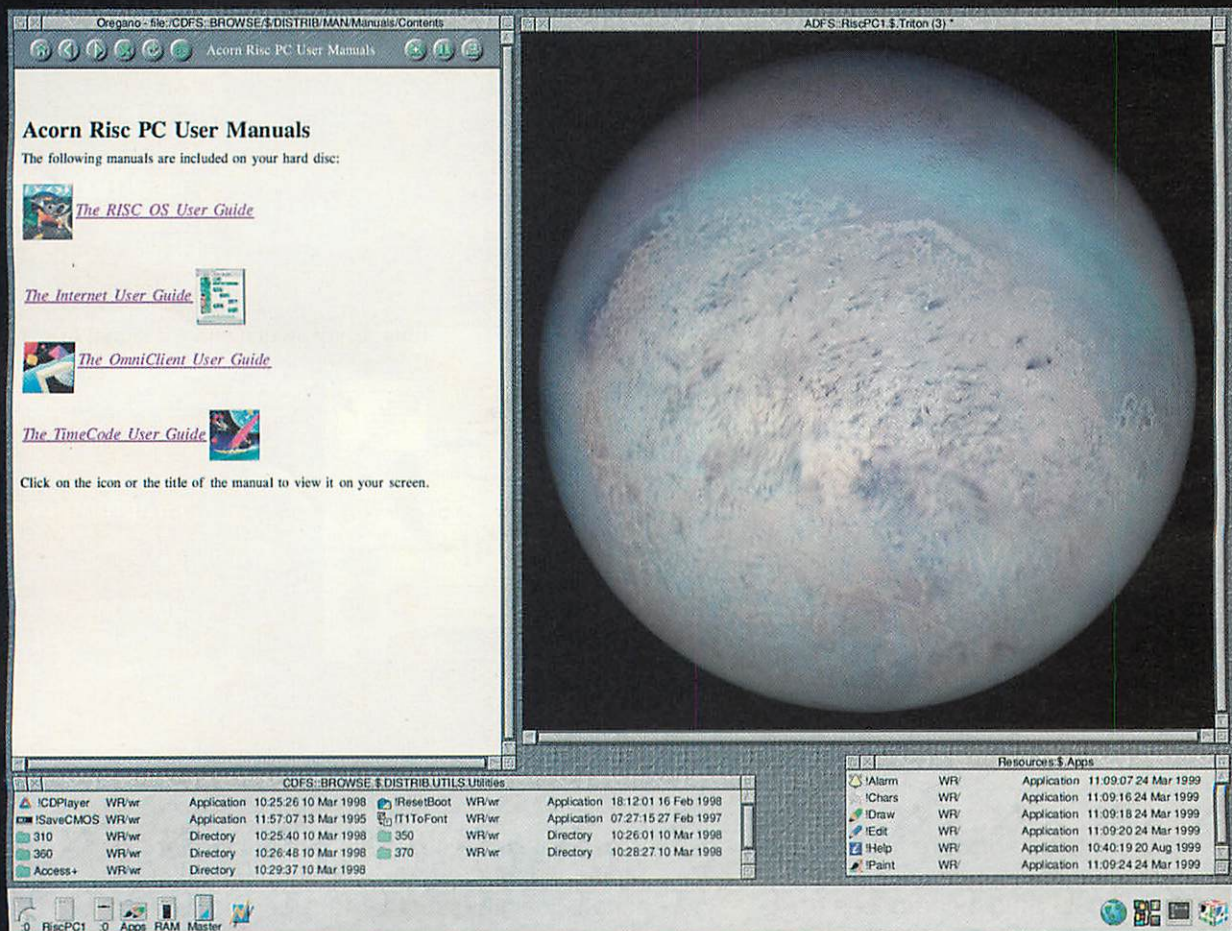 Oregano - file:/CDFS::BROWSE/$/DISTRIB/MAN/Manuals/Contents
ADFS::RiscPC1.$.Triton (3) *
Acorn Risc PC User Manuals
Acorn Risc PC User Manuals
The following manuals are included on your hard disc:
The RISC OS User Guide
The Internet User Guide
The OmniClient User Guide
The TimeCode User Guide
Click on the icon or the title of the manual to view it on your screen.
CDFS::BROWSE.$.DISTRIB.UTILS.Utilities
!CDPlayer WR/wr Application 10:25:26 10 Mar 1998 !ResetBoot WR/wr Application 18:12:01 16 Feb 1998
!SaveCMOS WR/wr Application 11:57:07 13 Mar 1995 !T1ToFont WR/wr Application 07:27:15 27 Feb 1997
310 WR/wr Directory 10:25:40 10 Mar 1998 350 WR/wr Directory 10:26:01 10 Mar 1998
360 WR/wr Directory 10:26:48 10 Mar 1998 370 WR/wr Directory 10:28:27 10 Mar 1998
Access+ WR/wr Directory 10:29:37 10 Mar 1998
Resources:$.Apps
!Alarm WR/ Application 11:09:07 24 Mar 1999
!Chars WR/ Application 11:09:16 24 Mar 1999
!Draw WR/ Application 11:09:18 24 Mar 1999
!Edit WR/ Application 11:09:20 24 Mar 1999
!Help WR/ Application 10:40:19 20 Aug 1999
!Paint WR/ Application 11:09:24 24 Mar 1999
:0 RiscPC1 :0 Apps RAM Master